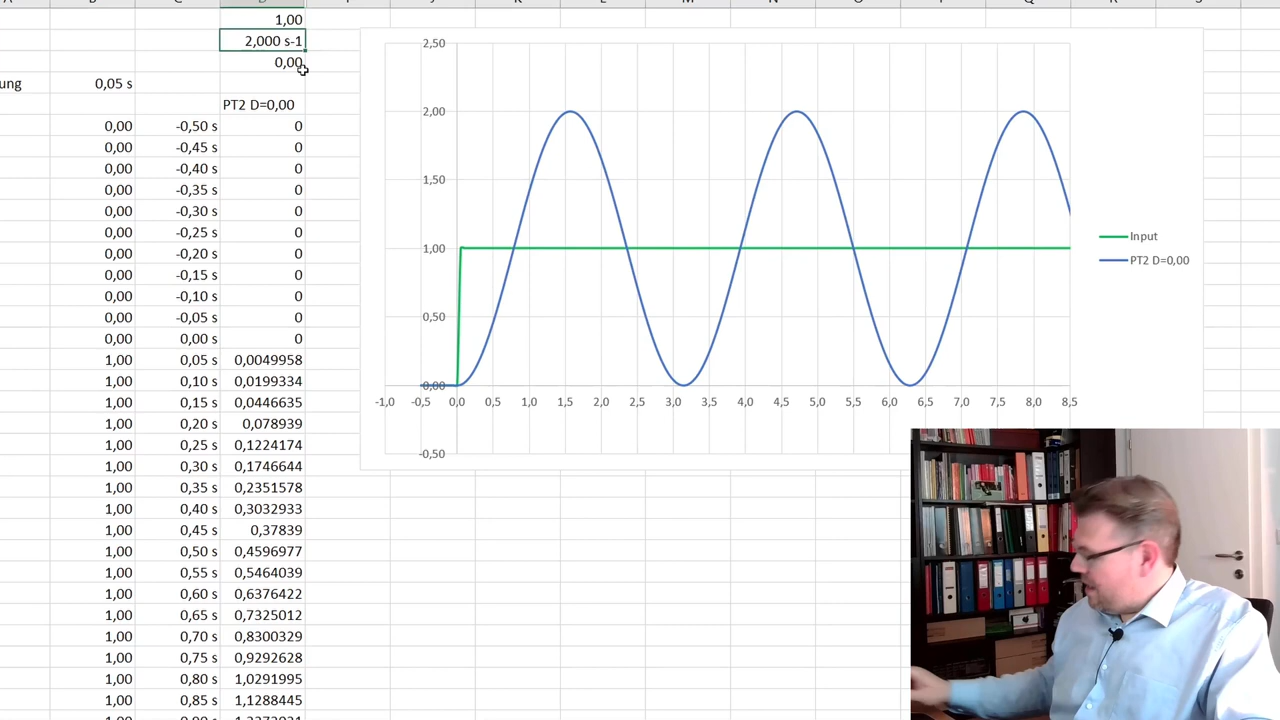 1,00
2,000 s-1
0,00
ung 0,05 s
PT2 D=0,00
0,00 -0,50 s 0
0,00 -0,45 s 0
0,00 -0,40 s 0
0,00 -0,35 s 0
0,00 -0,30 s 0
0,00 -0,25 s 0
0,00 -0,20 s 0
0,00 -0,15 s 0
0,00 -0,10 s 0
0,00 -0,05 s 0
0,00 0,00 s 0
1,00 0,05 s 0,0049958
1,00 0,10 s 0,0199334
1,00 0,15 s 0,0446635
1,00 0,20 s 0,078939
1,00 0,25 s 0,1224174
1,00 0,30 s 0,1746644
1,00 0,35 s 0,2351578
1,00 0,40 s 0,3032933
1,00 0,45 s 0,37839
1,00 0,50 s 0,4596977
1,00 0,55 s 0,5464039
1,00 0,60 s 0,6376422
1,00 0,65 s 0,7325012
1,00 0,70 s 0,8300329
1,00 0,75 s 0,9292628
1,00 0,80 s 1,0291995
1,00 0,85 s 1,1288445
2,50
2,00
1,50
1,00
0,50
0,00
-0,50
-1,0 -0,5 0,0 0,5 1,0 1,5 2,0 2,5 3,0 3,5 4,0 4,5 5,0 5,5 6,0 6,5 7,0 7,5 8,0 8,5
Input
PT2 D=0,00